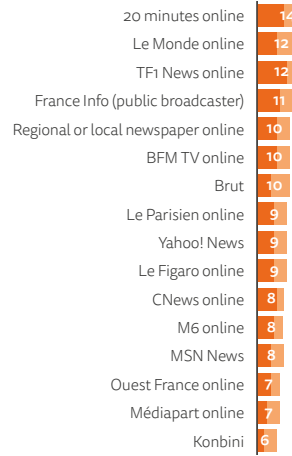 20 minutes online 14
Le Monde online 12
TF1 News online 12
France Info (public broadcaster) 11
Regional or local newspaper online 10
BFM TV online 10
Brut 10
Le Parisien online 9
Yahoo! News 9
Le Figaro online 9
CNews online 8
M6 online 8
MSN News 8
Ouest France online 7
Médiapart online 7
Konbini 6